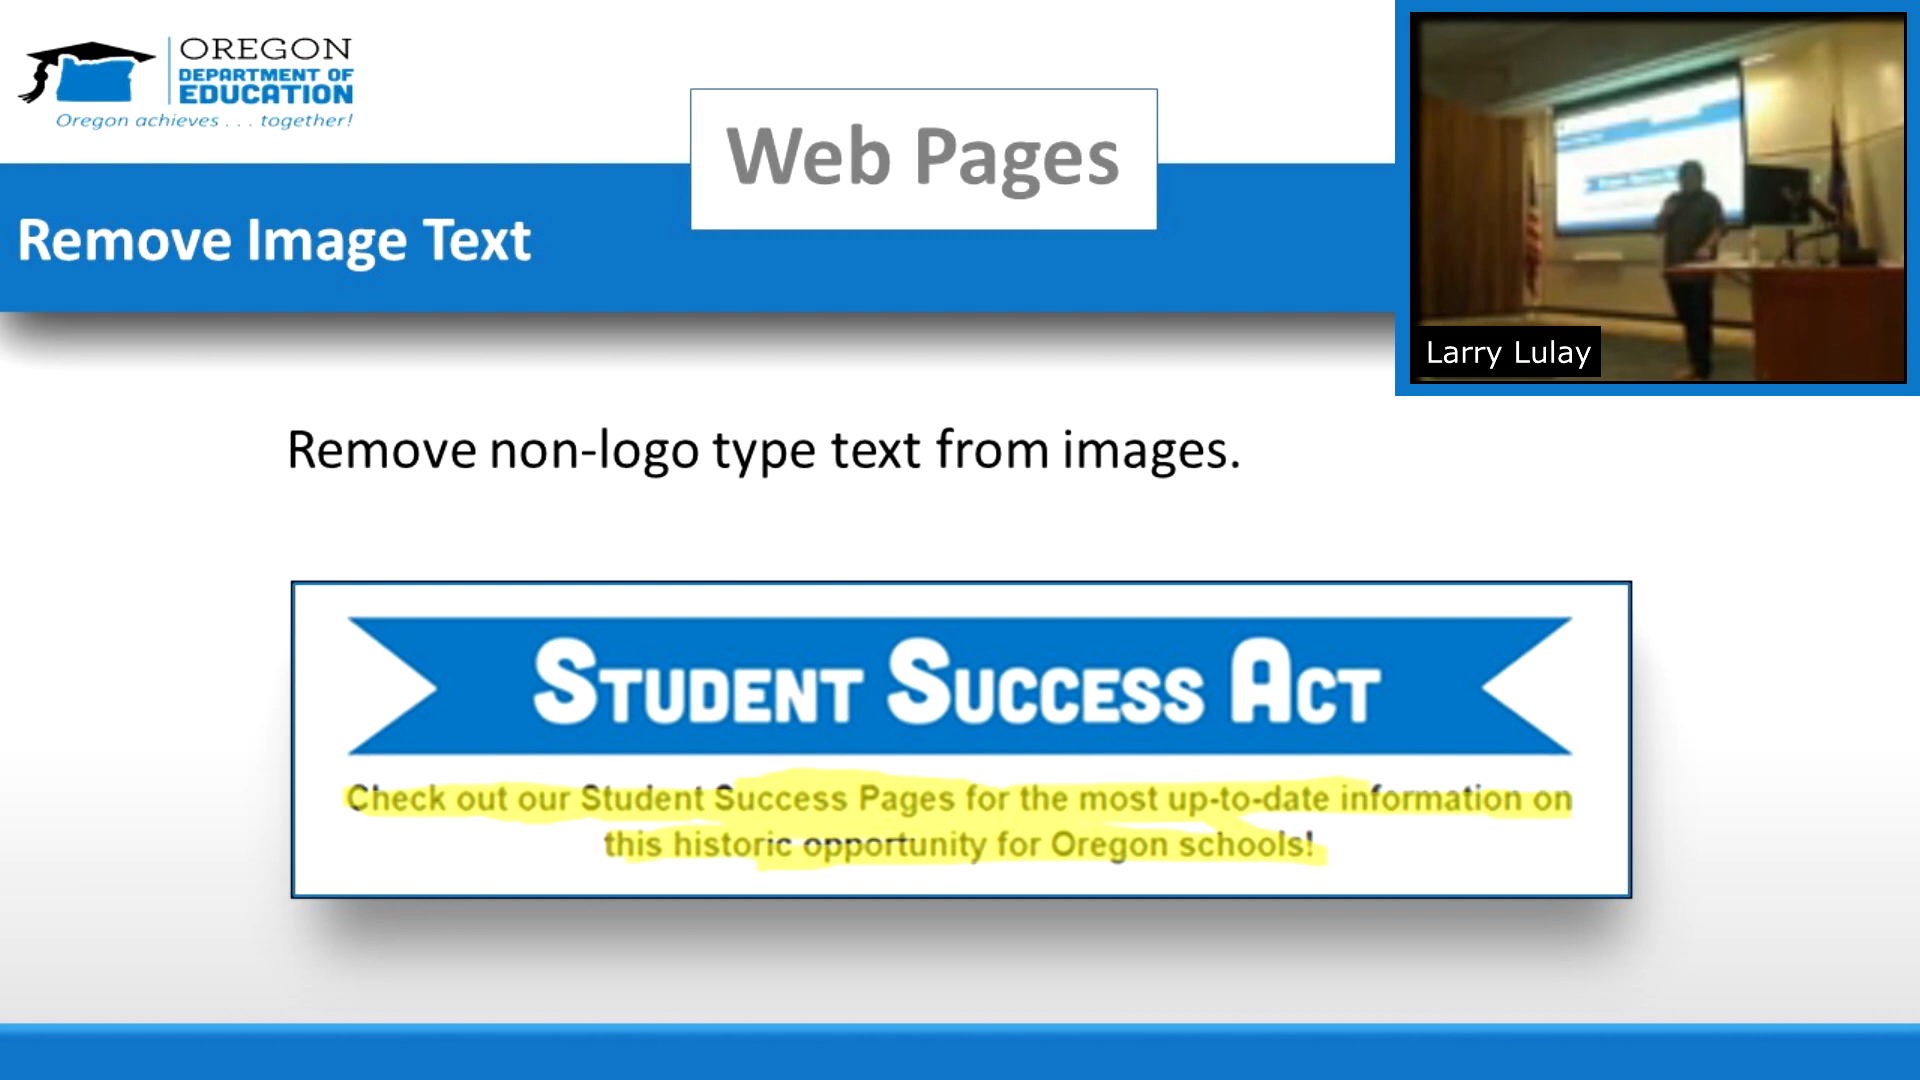 OREGON
DEPARTMENT OF
EDUCATION
Oregon achieves . . . together!
Web Pages
Remove Image Text
Larry Lulay
Remove non-logo type text from images.
STUDENT SUCCESS ACT
Check out our Student Success Pages for the most up-to-date information on
this historic opportunity for Oregon schools!